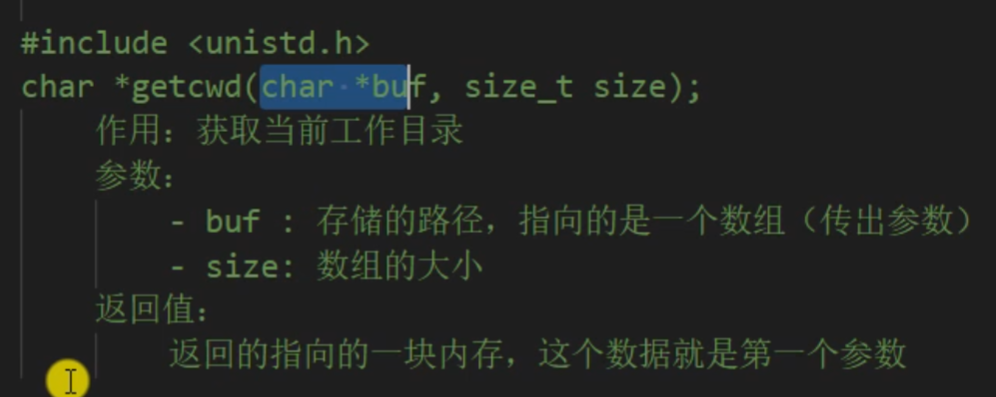 #include <unistd.h>
char *getcwd(char *buf, size_t size);
作用：获取当前工作目录
参数：
- buf : 存储的路径，指向的是一个数组（传出参数）
- size: 数组的大小
返回值：
返回的指向的一块内存，这个数据就是第一个参数